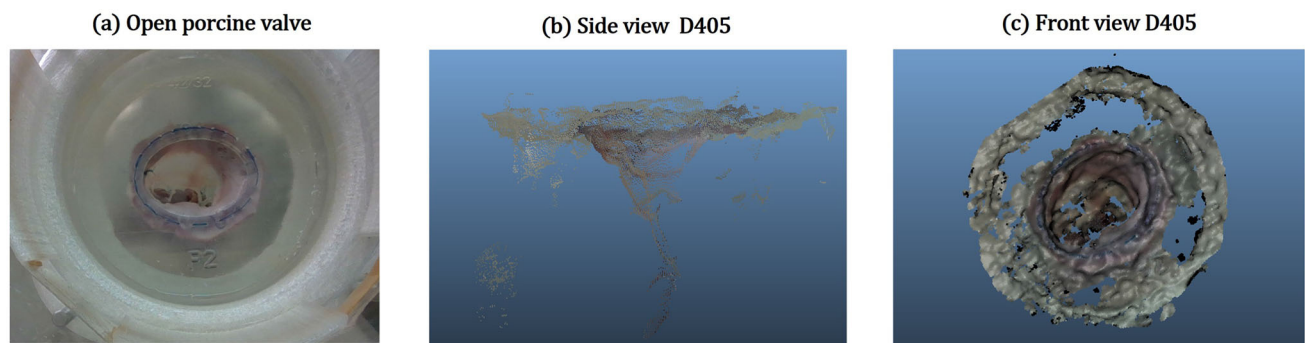 (a) Open porcine valve
(b) Side view D405
(c) Front view D405
P2